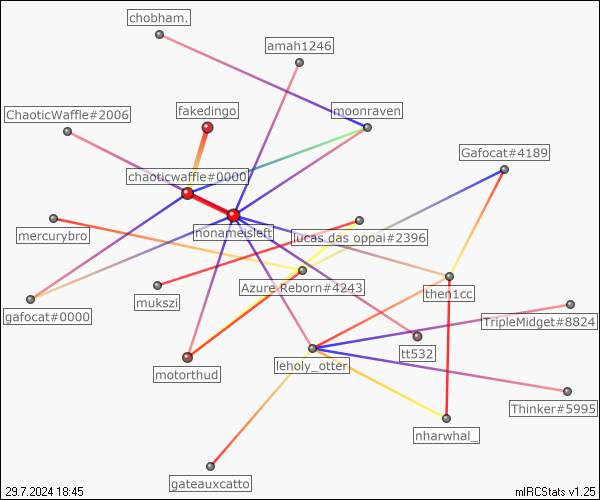 chobham.
amah1246
fakedingo
moonraven
ChaoticWaffle#2006
Gafocat#4189
chaoticwaffle#0000
nonameisleft
mercurybro
lucas das oppai#2396
Azure Reborn#4243
mukszi
then1cc
gafocat#0000
TripleMidget#8824
tt532
leholy_otter
motorthud
Thinker#5995
nharwhal_
gateauxcatto
29.7.2024 18:45
mIRCStats v1.25